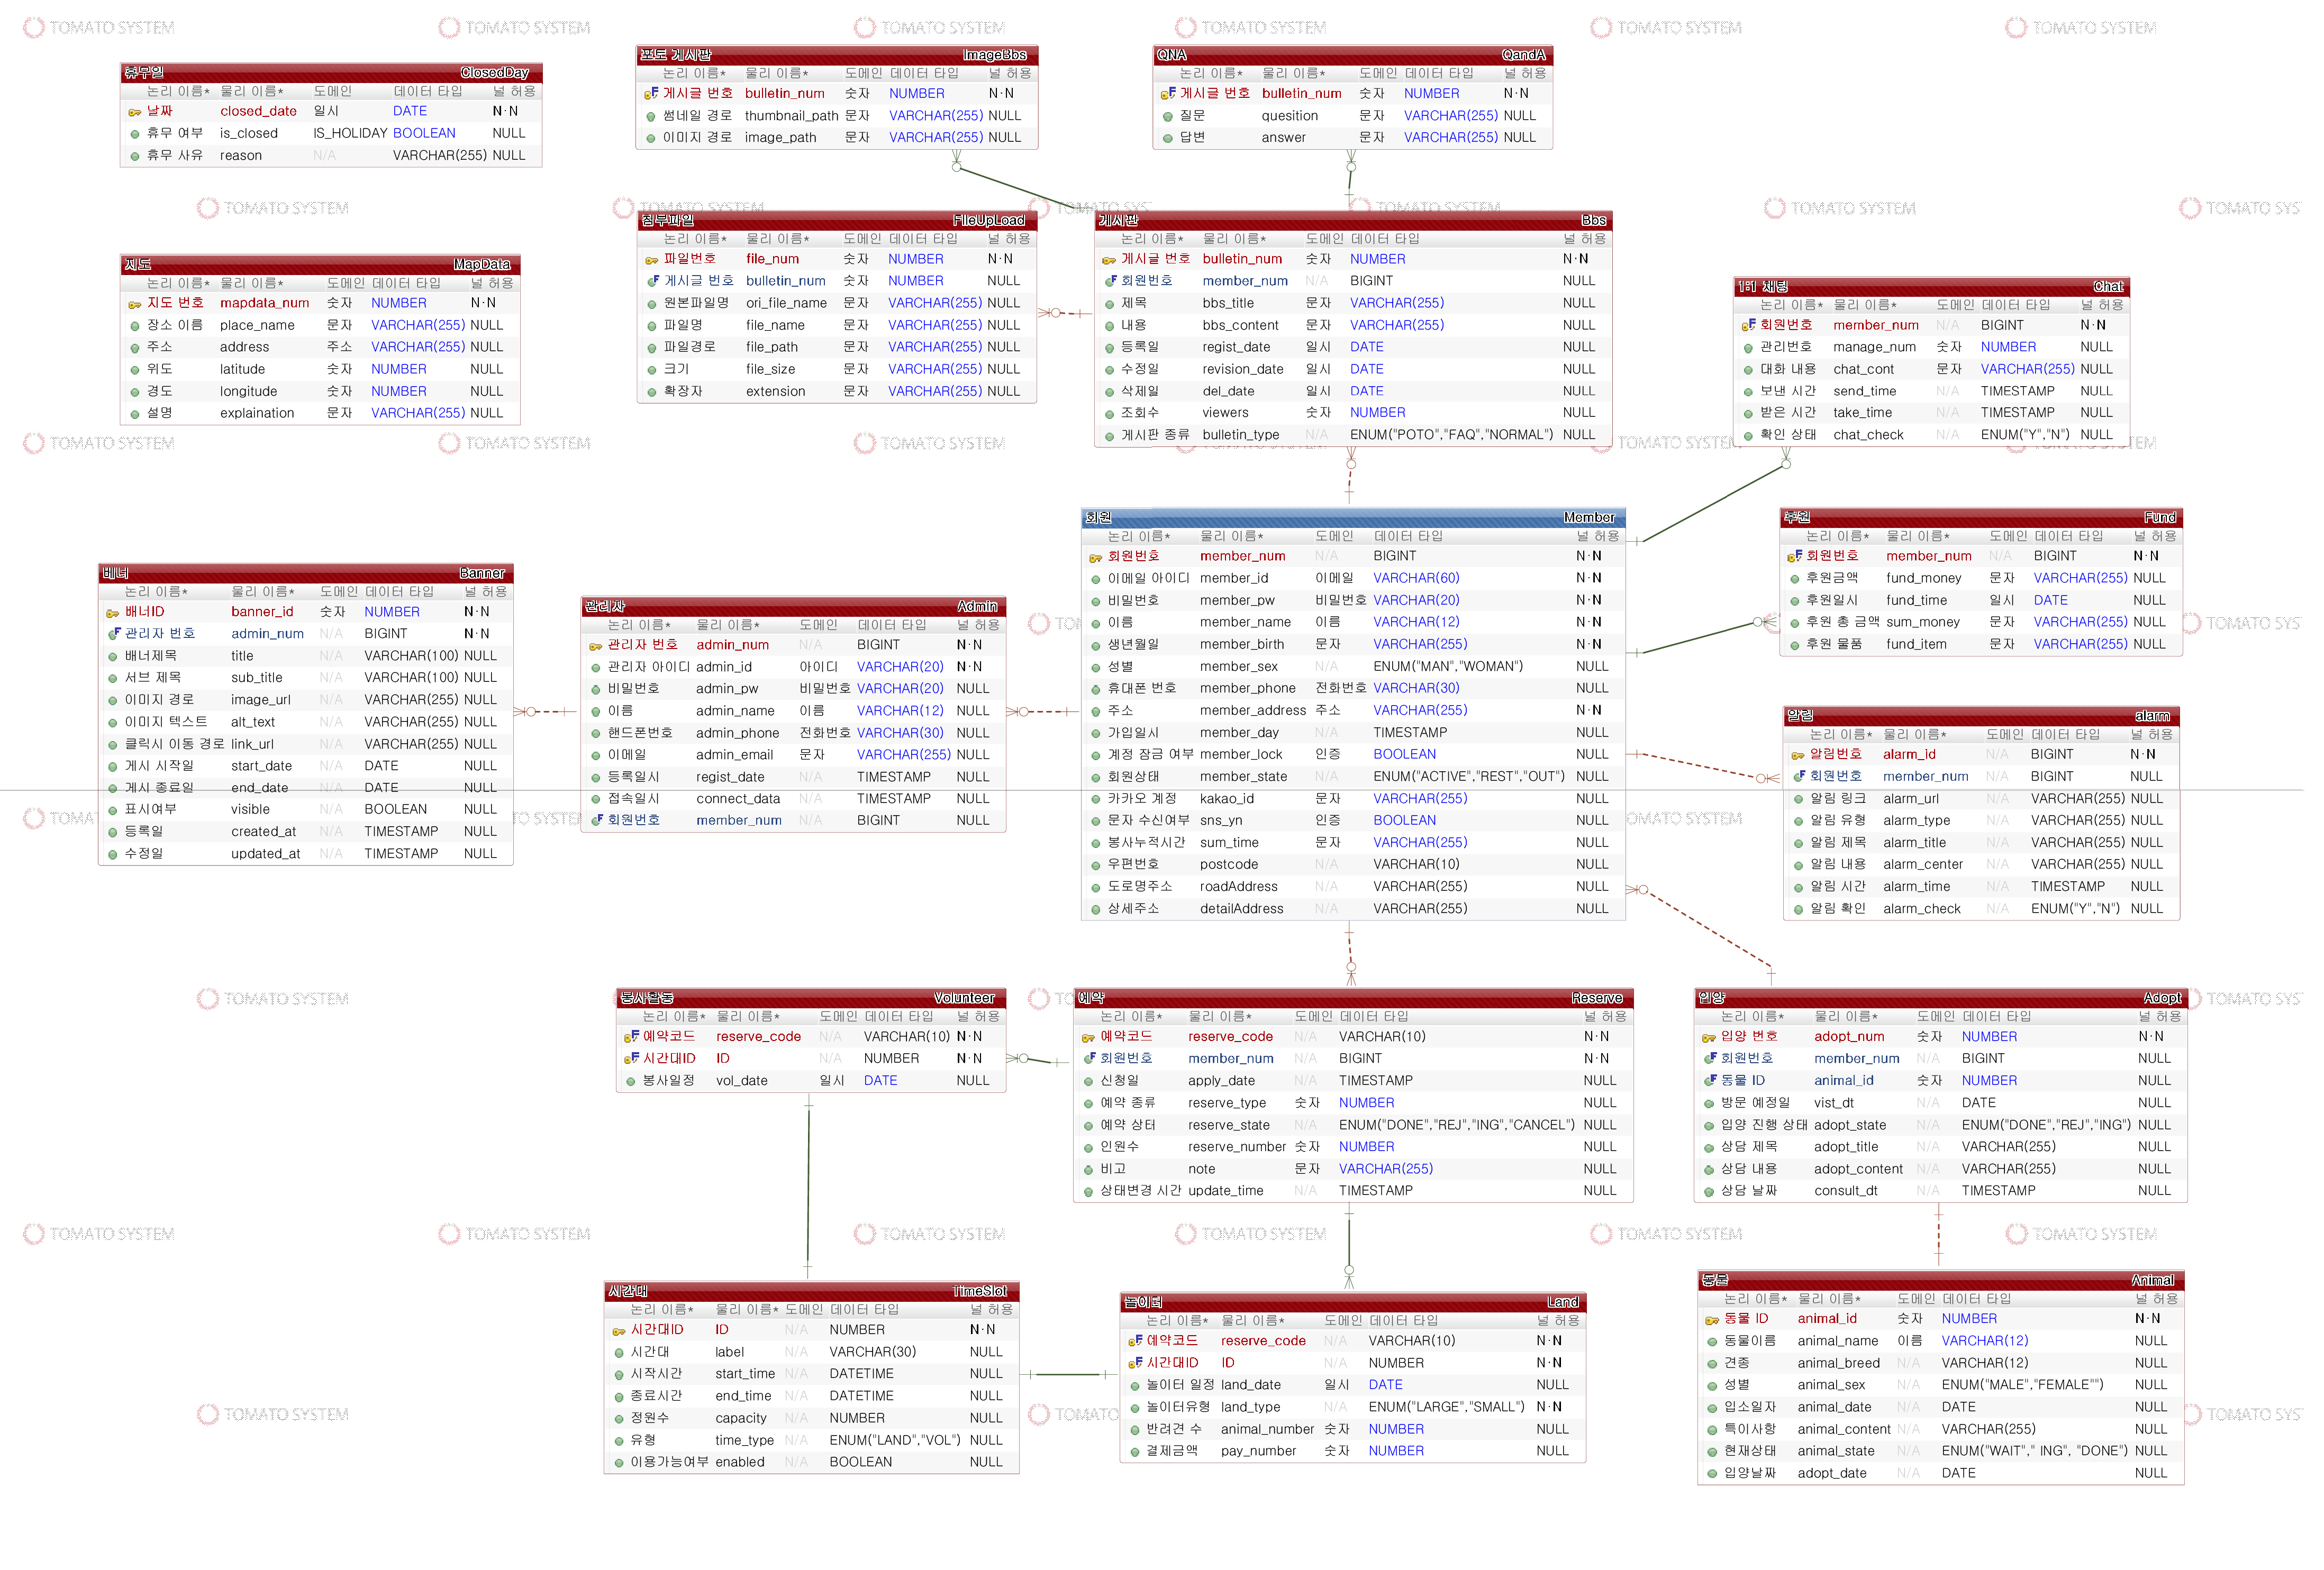 TOMATO SYSTEM TOMATO SYSTEM TOMATO SYSTEM TOMATO SYSTEM TOMATO SYSTEM TOMATO SYSTEM
휴무일 ClosedDay
논리 이름* 물리 이름* 도메인 데이터 타입 널 허용
날짜 closed_date 일시 DATE N·N
휴무 여부 is_closed IS_HOLIDAY BOOLEAN NULL
휴무 사유 reason N/A VARCHAR(255) NULL
포토 게시판 ImageBbs
논리 이름* 물리 이름* 도메인 데이터 타입 널 허용
게시글 번호 bulletin_num 숫자 NUMBER N·N
썸네일 경로 thumbnail_path 문자 VARCHAR(255) NULL
이미지 경로 image_path 문자 VARCHAR(255) NULL
QNA QandA
논리 이름* 물리 이름* 도메인 데이터 타입 널 허용
게시글 번호 bulletin_num 숫자 NUMBER N·N
질문 quesition 문자 VARCHAR(255) NULL
답변 answer 문자 VARCHAR(255) NULL
TOMATO SYSTEM TOMATO SYSTEM TOMATO SYSTEM
지도 MapData
논리 이름* 물리 이름* 도메인 데이터 타입 널 허용
지도 번호 mapdata_num 숫자 NUMBER N·N
장소 이름 place_name 문자 VARCHAR(255) NULL
주소 address 주소 VARCHAR(255) NULL
위도 latitude 숫자 NUMBER NULL
경도 longitude 숫자 NUMBER NULL
설명 explaination 문자 VARCHAR(255) NULL
첨부파일 FileUpLoad
논리 이름* 물리 이름* 도메인 데이터 타입 널 허용
파일번호 file_num 숫자 NUMBER N·N
게시글 번호 bulletin_num 숫자 NUMBER NULL
원본파일명 ori_file_name 문자 VARCHAR(255) NULL
파일명 file_name 문자 VARCHAR(255) NULL
파일경로 file_path 문자 VARCHAR(255) NULL
크기 file_size 문자 VARCHAR(255) NULL
확장자 extension 문자 VARCHAR(255) NULL
게시판 Bbs
논리 이름* 물리 이름* 도메인 데이터 타입 널 허용
게시글 번호 bulletin_num 숫자 NUMBER N·N
회원번호 member_num N/A BIGINT NULL
제목 bbs_title 문자 VARCHAR(255) NULL
내용 bbs_content 문자 VARCHAR(255) NULL
등록일 regist_date 일시 DATE NULL
수정일 revision_date 일시 DATE NULL
삭제일 del_date 일시 DATE NULL
조회수 viewers 숫자 NUMBER NULL
게시판 종류 bulletin_type N/A ENUM("POTO","FAQ","NORMAL") NULL
1:1 채팅 Chat
논리 이름* 물리 이름* 도메인 데이터 타입 널 허용
회원번호 member_num N/A BIGINT N·N
관리번호 manage_num 숫자 NUMBER NULL
대화 내용 chat_cont 문자 VARCHAR(255) NULL
보낸 시간 send_time N/A TIMESTAMP NULL
받은 시간 take_time N/A TIMESTAMP NULL
확인 상태 chat_check N/A ENUM("Y","N") NULL
TOMATO SYSTEM TOMATO SYSTEM TOMATO SYSTEM
배너 Banner
논리 이름* 물리 이름* 도메인 데이터 타입 널 허용
배너ID banner_id 숫자 NUMBER N·N
관리자 번호 admin_num N/A BIGINT N·N
배너제목 title N/A VARCHAR(100) NULL
서브 제목 sub_title N/A VARCHAR(100) NULL
이미지 경로 image_url N/A VARCHAR(255) NULL
이미지 텍스트 alt_text N/A VARCHAR(255) NULL
클릭시 이동 경로 link_url N/A VARCHAR(255) NULL
게시 시작일 start_date N/A DATE NULL
게시 종료일 end_date N/A DATE NULL
표시여부 visible N/A BOOLEAN NULL
등록일 created_at N/A TIMESTAMP NULL
수정일 updated_at N/A TIMESTAMP NULL
관리자 Admin
논리 이름* 물리 이름* 도메인 데이터 타입 널 허용
관리자 번호 admin_num N/A BIGINT N·N
관리자 아이디 admin_id 아이디 VARCHAR(20) N·N
비밀번호 admin_pw 비밀번호 VARCHAR(20) NULL
이름 admin_name 이름 VARCHAR(12) NULL
핸드폰번호 admin_phone 전화번호 VARCHAR(30) NULL
이메일 admin_email 문자 VARCHAR(255) NULL
등록일시 regist_date N/A TIMESTAMP NULL
접속일시 connect_data N/A TIMESTAMP NULL
회원번호 member_num N/A BIGINT NULL
회원 Member
논리 이름* 물리 이름* 도메인 데이터 타입 널 허용
회원번호 member_num N/A BIGINT N·N
이메일 아이디 member_id 이메일 VARCHAR(60) N·N
비밀번호 member_pw 비밀번호 VARCHAR(20) N·N
이름 member_name 이름 VARCHAR(12) N·N
생년월일 member_birth 문자 VARCHAR(255) N·N
성별 member_sex N/A ENUM("MAN","WOMAN") NULL
휴대폰 번호 member_phone 전화번호 VARCHAR(30) NULL
주소 member_address 주소 VARCHAR(255) N·N
가입일시 member_day N/A TIMESTAMP NULL
계정 잠금 여부 member_lock 인증 BOOLEAN NULL
회원상태 member_state N/A ENUM("ACTIVE","REST","OUT") NULL
카카오 계정 kakao_id 문자 VARCHAR(255) NULL
문자 수신여부 sns_yn 인증 BOOLEAN NULL
봉사누적시간 sum_time 문자 VARCHAR(255) NULL
우편번호 postcode N/A VARCHAR(10) NULL
도로명주소 roadAddress N/A VARCHAR(255) NULL
상세주소 detailAddress N/A VARCHAR(255) NULL
후원 Fund
논리 이름* 물리 이름* 도메인 데이터 타입 널 허용
회원번호 member_num N/A BIGINT N·N
후원금액 fund_money 문자 VARCHAR(255) NULL
후원일시 fund_time 일시 DATE NULL
후원 총 금액 sum_money 문자 VARCHAR(255) NULL
후원 물품 fund_item 문자 VARCHAR(255) NULL
알림 alarm
논리 이름* 물리 이름* 도메인 데이터 타입 널 허용
알림번호 alarm_id N/A BIGINT N·N
회원번호 member_num N/A BIGINT NULL
알림 링크 alarm_url N/A VARCHAR(255) NULL
알림 유형 alarm_type N/A VARCHAR(255) NULL
알림 제목 alarm_title N/A VARCHAR(255) NULL
알림 내용 alarm_center N/A VARCHAR(255) NULL
알림 시간 alarm_time N/A TIMESTAMP NULL
알림 확인 alarm_check N/A ENUM("Y","N") NULL
TOMATO SYSTEM
봉사활동 Volunteer
논리 이름* 물리 이름* 도메인 데이터 타입 널 허용
예약코드 reserve_code N/A VARCHAR(10) N·N
시간대ID ID N/A NUMBER N·N
봉사일정 vol_date 일시 DATE NULL
예약 Reserve
논리 이름* 물리 이름* 도메인 데이터 타입 널 허용
예약코드 reserve_code N/A VARCHAR(10) N·N
회원번호 member_num N/A BIGINT N·N
신청일 apply_date N/A TIMESTAMP NULL
예약 종류 reserve_type 숫자 NUMBER NULL
예약 상태 reserve_state N/A ENUM("DONE","REJ","ING","CANCEL") NULL
인원수 reserve_number 숫자 NUMBER NULL
비고 note 문자 VARCHAR(255) NULL
상태변경 시간 update_time N/A TIMESTAMP NULL
입양 Adopt
논리 이름* 물리 이름* 도메인 데이터 타입 널 허용
입양 번호 adopt_num 숫자 NUMBER N·N
회원번호 member_num N/A BIGINT NULL
동물 ID animal_id 숫자 NUMBER NULL
방문 예정일 vist_dt N/A DATE NULL
입양 진행 상태 adopt_state N/A ENUM("DONE","REJ","ING") NULL
상담 제목 adopt_title N/A VARCHAR(255) NULL
상담 내용 adopt_content N/A VARCHAR(255) NULL
상담 날짜 consult_dt N/A TIMESTAMP NULL
TOMATO SYSTEM TOMATO SYSTEM TOMATO SYSTEM TOMATO SYSTEM TOMATO SYSTEM TOMATO SYSTEM
시간대 TimeSlot
논리 이름* 물리 이름* 도메인 데이터 타입 널 허용
시간대ID ID N/A NUMBER N·N
시간대 label N/A VARCHAR(30) NULL
시작시간 start_time N/A DATETIME NULL
종료시간 end_time N/A DATETIME NULL
정원수 capacity N/A NUMBER NULL
유형 time_type N/A ENUM("LAND","VOL") NULL
이용가능여부 enabled N/A BOOLEAN NULL
놀이터 Land
논리 이름* 물리 이름* 도메인 데이터 타입 널 허용
예약코드 reserve_code N/A VARCHAR(10) N·N
시간대ID ID N/A NUMBER N·N
놀이터 일정 land_date 일시 DATE NULL
놀이터유형 land_type N/A ENUM("LARGE","SMALL") N·N
반려견 수 animal_number 숫자 NUMBER NULL
결제금액 pay_number 숫자 NUMBER NULL
동물 Animal
논리 이름* 물리 이름* 도메인 데이터 타입 널 허용
동물 ID animal_id 숫자 NUMBER N·N
동물이름 animal_name 이름 VARCHAR(12) NULL
견종 animal_breed N/A VARCHAR(12) NULL
성별 animal_sex N/A ENUM("MALE","FEMALE"") NULL
입소일자 animal_date N/A DATE NULL
특이사항 animal_content N/A VARCHAR(255) NULL
현재상태 animal_state N/A ENUM("WAIT"," ING", "DONE") NULL
입양날짜 adopt_date N/A DATE NULL
TOMATO SYSTEM